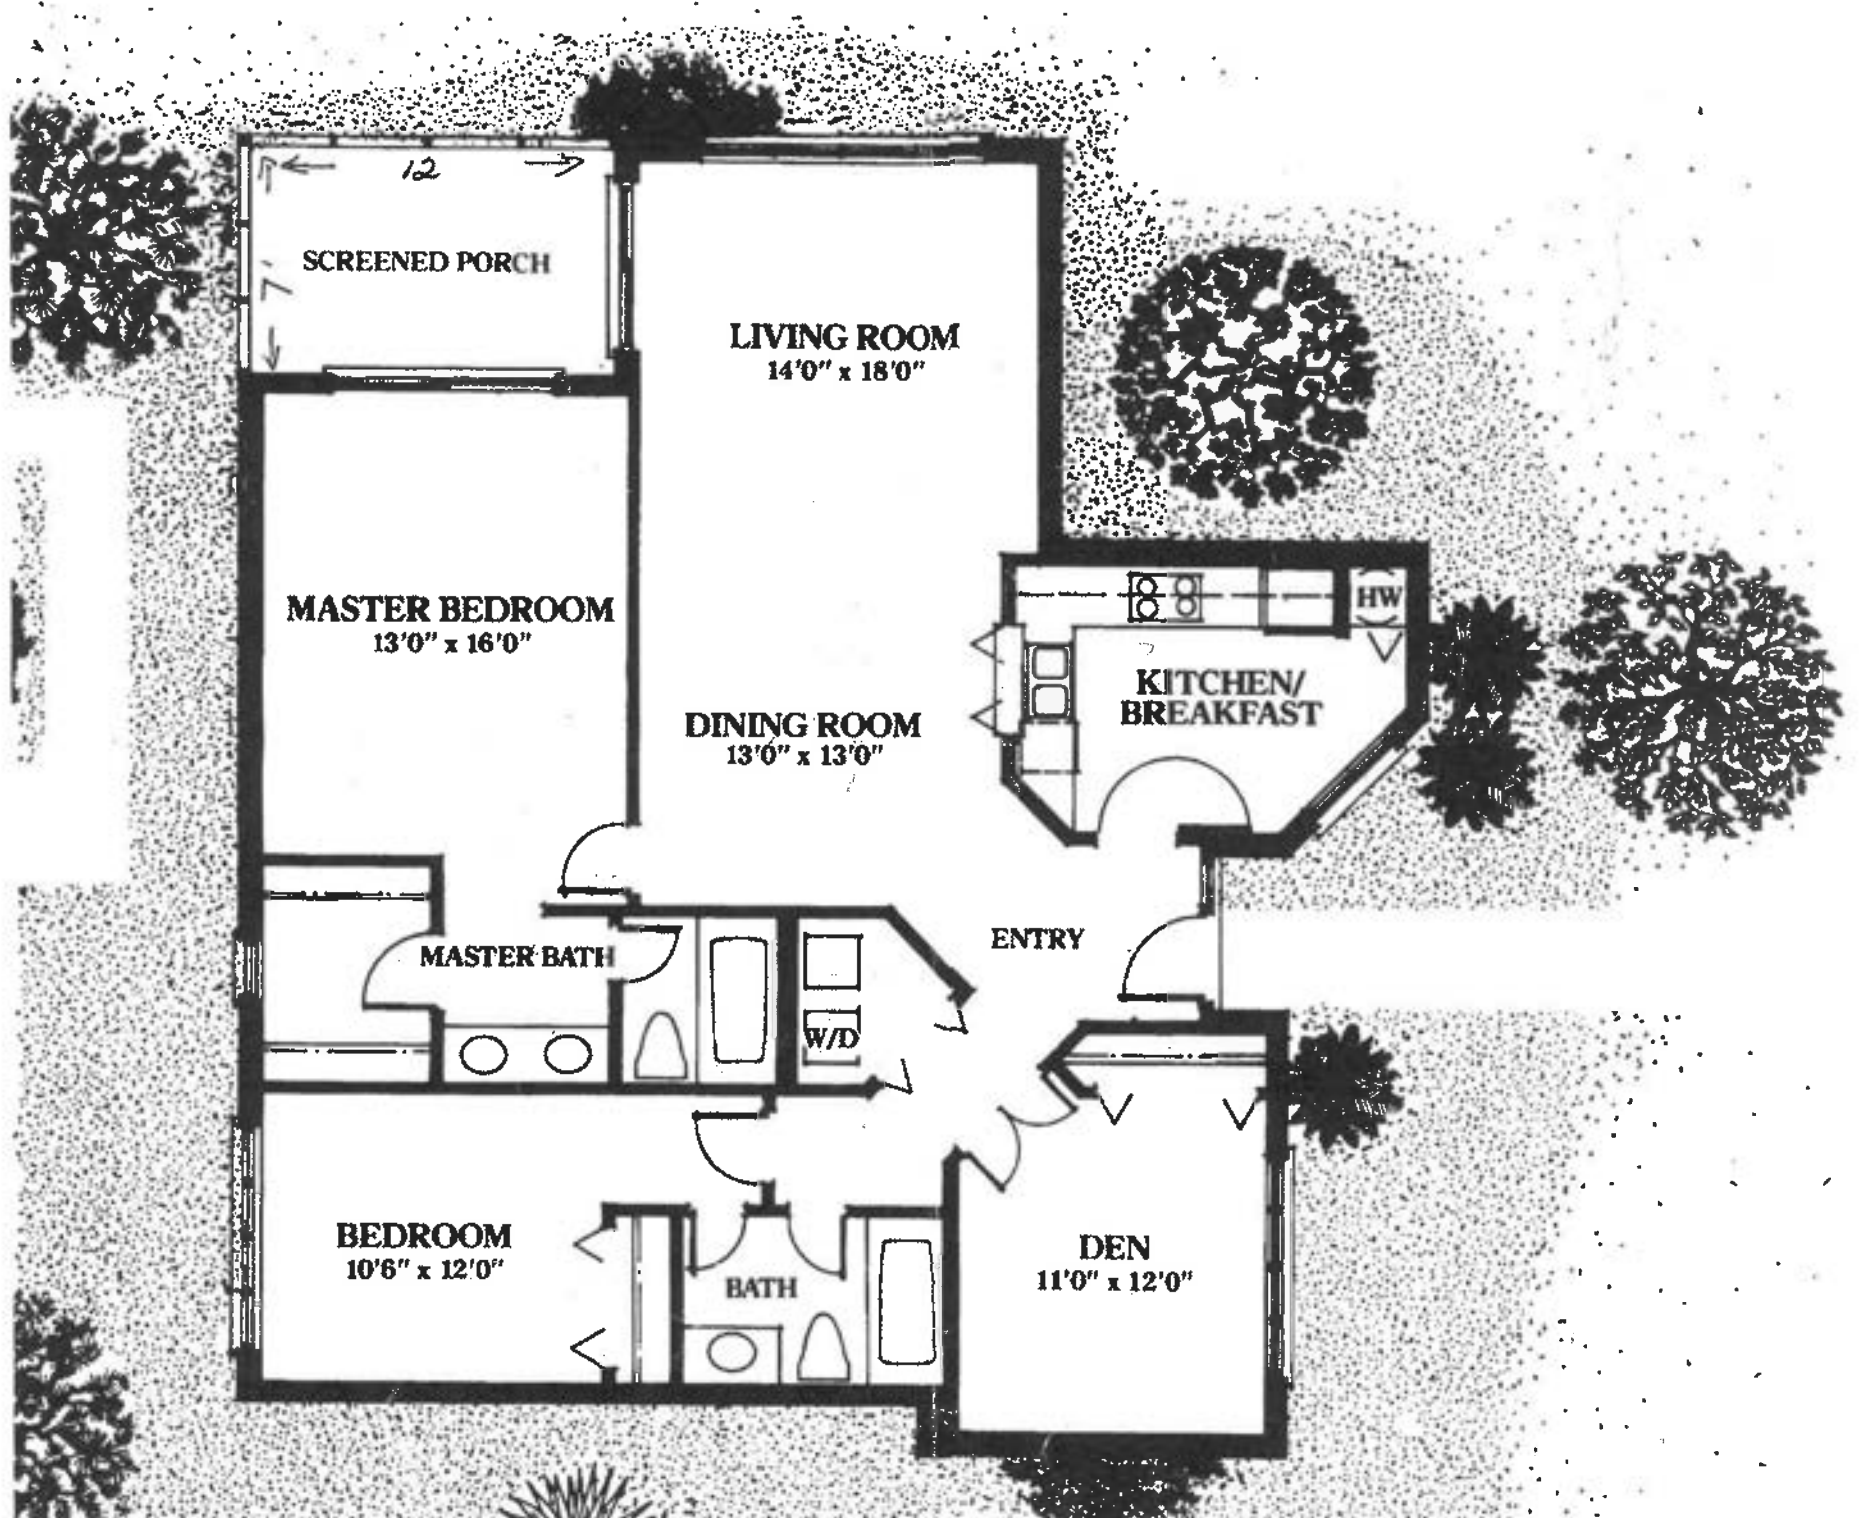 12
SCREENED PORCH
7
LIVING ROOM
14'0" x 18'0"
MASTER BEDROOM
13'0" x 16'0"
HW
KITCHEN/
BREAKFAST
DINING ROOM
13'0" x 13'0"
ENTRY
MASTER BATH
W/D
BEDROOM
10'6" x 12'0"
BATH
DEN
11'0" x 12'0"